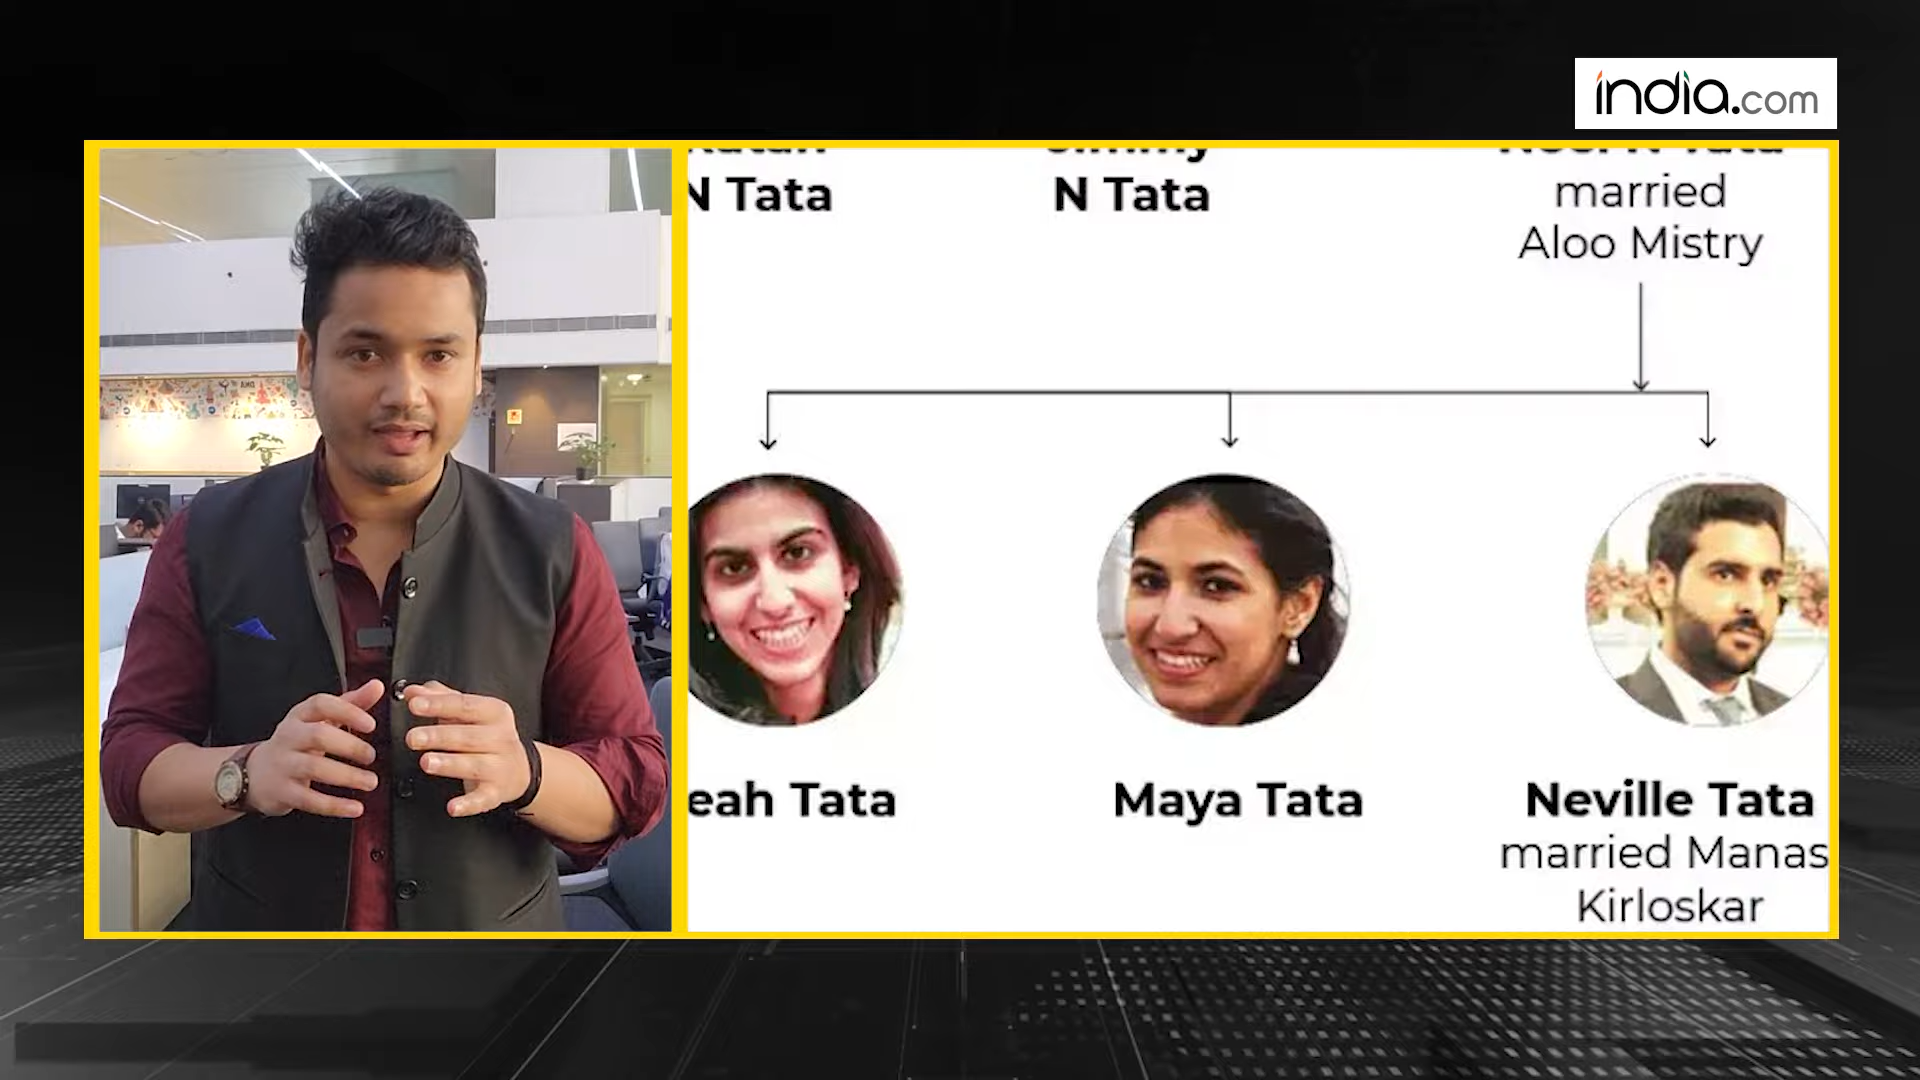 india.com
N Tata
N Tata
married
Aloo Mistry
eah Tata
Maya Tata
Neville Tata
married Manas
Kirloskar